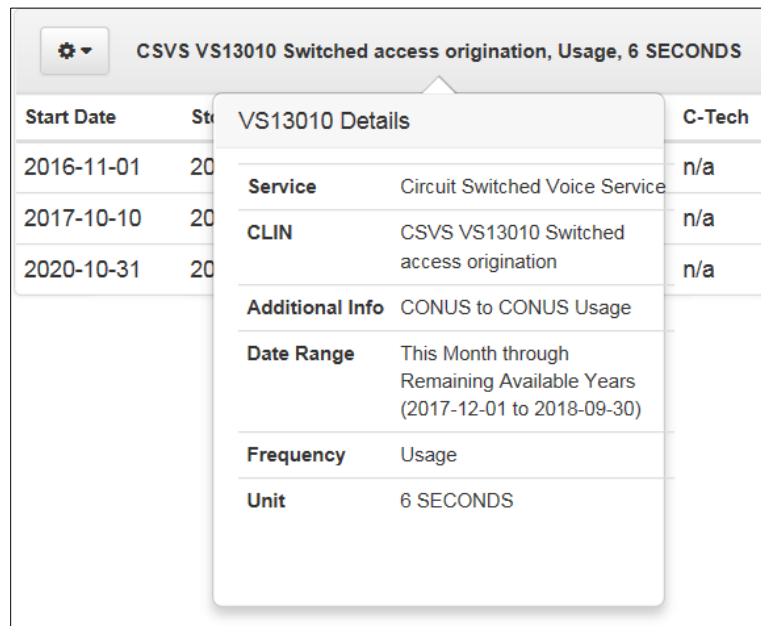 CSVS VS13010 Switched access origination, Usage, 6 SECONDS
Start Date C-Tech
2016-11-01 20 n/a
2017-10-10 20 n/a
2020-10-31 20 n/a
VS13010 Details
Service Circuit Switched Voice Service
CLIN CSVS VS13010 Switched
access origination
Additional Info CONUS to CONUS Usage
Date Range This Month through
Remaining Available Years
(2017-12-01 to 2018-09-30)
Frequency Usage
Unit 6 SECONDS